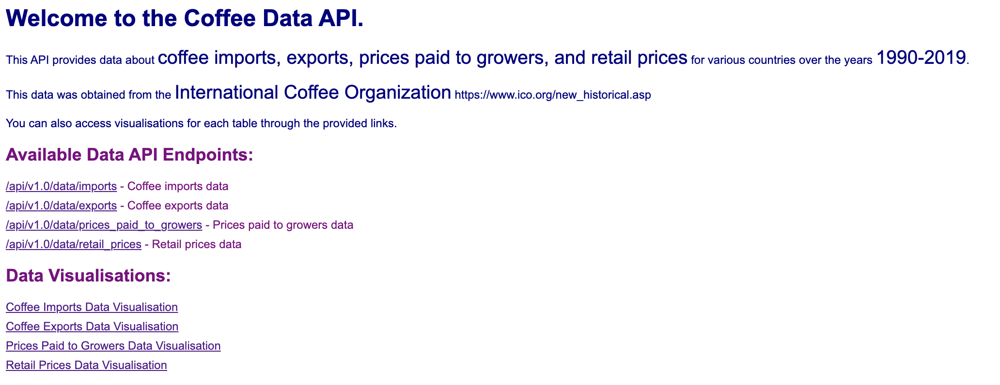 Welcome to the Coffee Data API.
This API provides data about coffee imports, exports, prices paid to growers, and retail prices for various countries over the years 1990-2019.
This data was obtained from the International Coffee Organization https://www.ico.org/new_historical.asp
You can also access visualisations for each table through the provided links.
Available Data API Endpoints:
/api/v1.0/data/imports - Coffee imports data
/api/v1.0/data/exports - Coffee exports data
/api/v1.0/data/prices_paid_to_growers - Prices paid to growers data
/api/v1.0/data/retail_prices - Retail prices data
Data Visualisations:
Coffee Imports Data Visualisation
Coffee Exports Data Visualisation
Prices Paid to Growers Data Visualisation
Retail Prices Data Visualisation